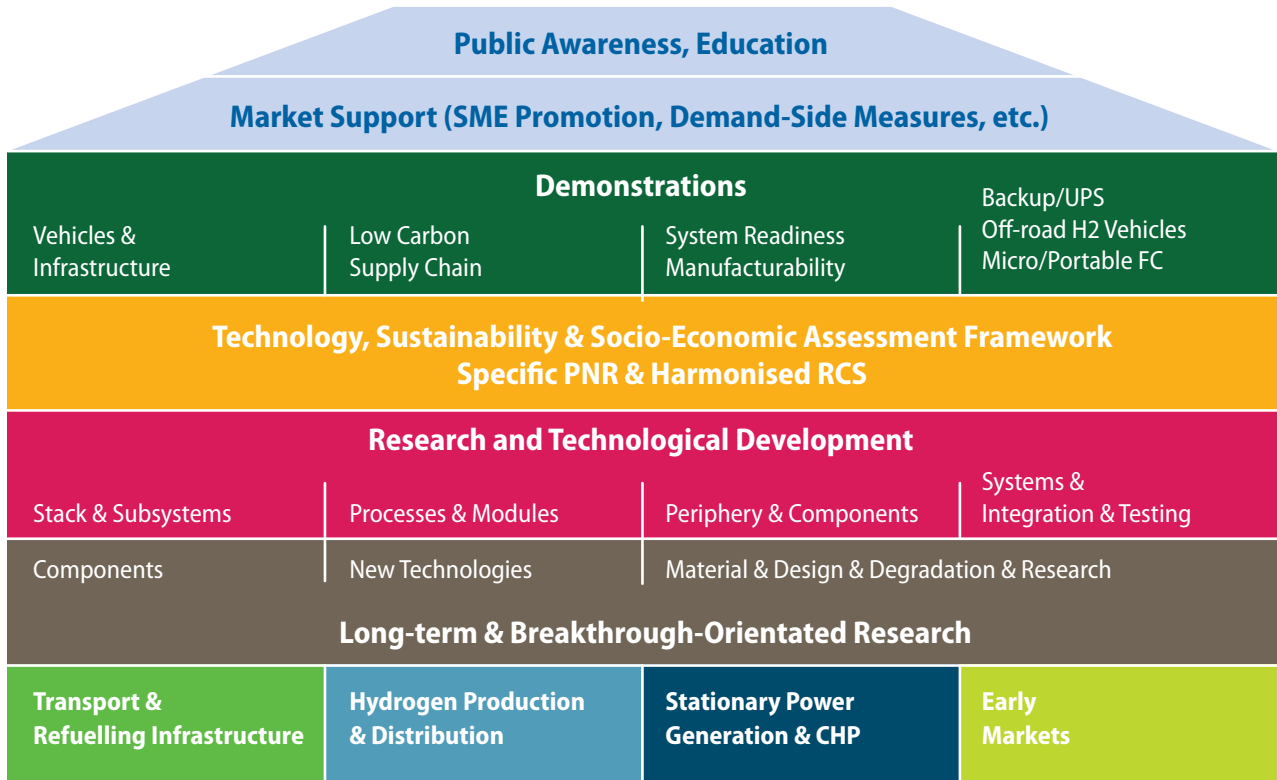 Public Awareness, Education
Market Support (SME Promotion, Demand-Side Measures, etc.)
Demonstrations
Vehicles &
Infrastructure
Low Carbon
Supply Chain
System Readiness
Manufacturability
Backup/UPS
Off-road H2 Vehicles
Micro/Portable FC
Technology, Sustainability & Socio-Economic Assessment Framework
Specific PNR & Harmonised RCS
Research and Technological Development
Stack & Subsystems
Processes & Modules
Periphery & Components
Systems &
Integration & Testing
Components
New Technologies
Material & Design & Degradation & Research
Long-term & Breakthrough-Orientated Research
Transport &
Refuelling Infrastructure
Hydrogen Production
& Distribution
Stationary Power
Generation & CHP
Early
Markets